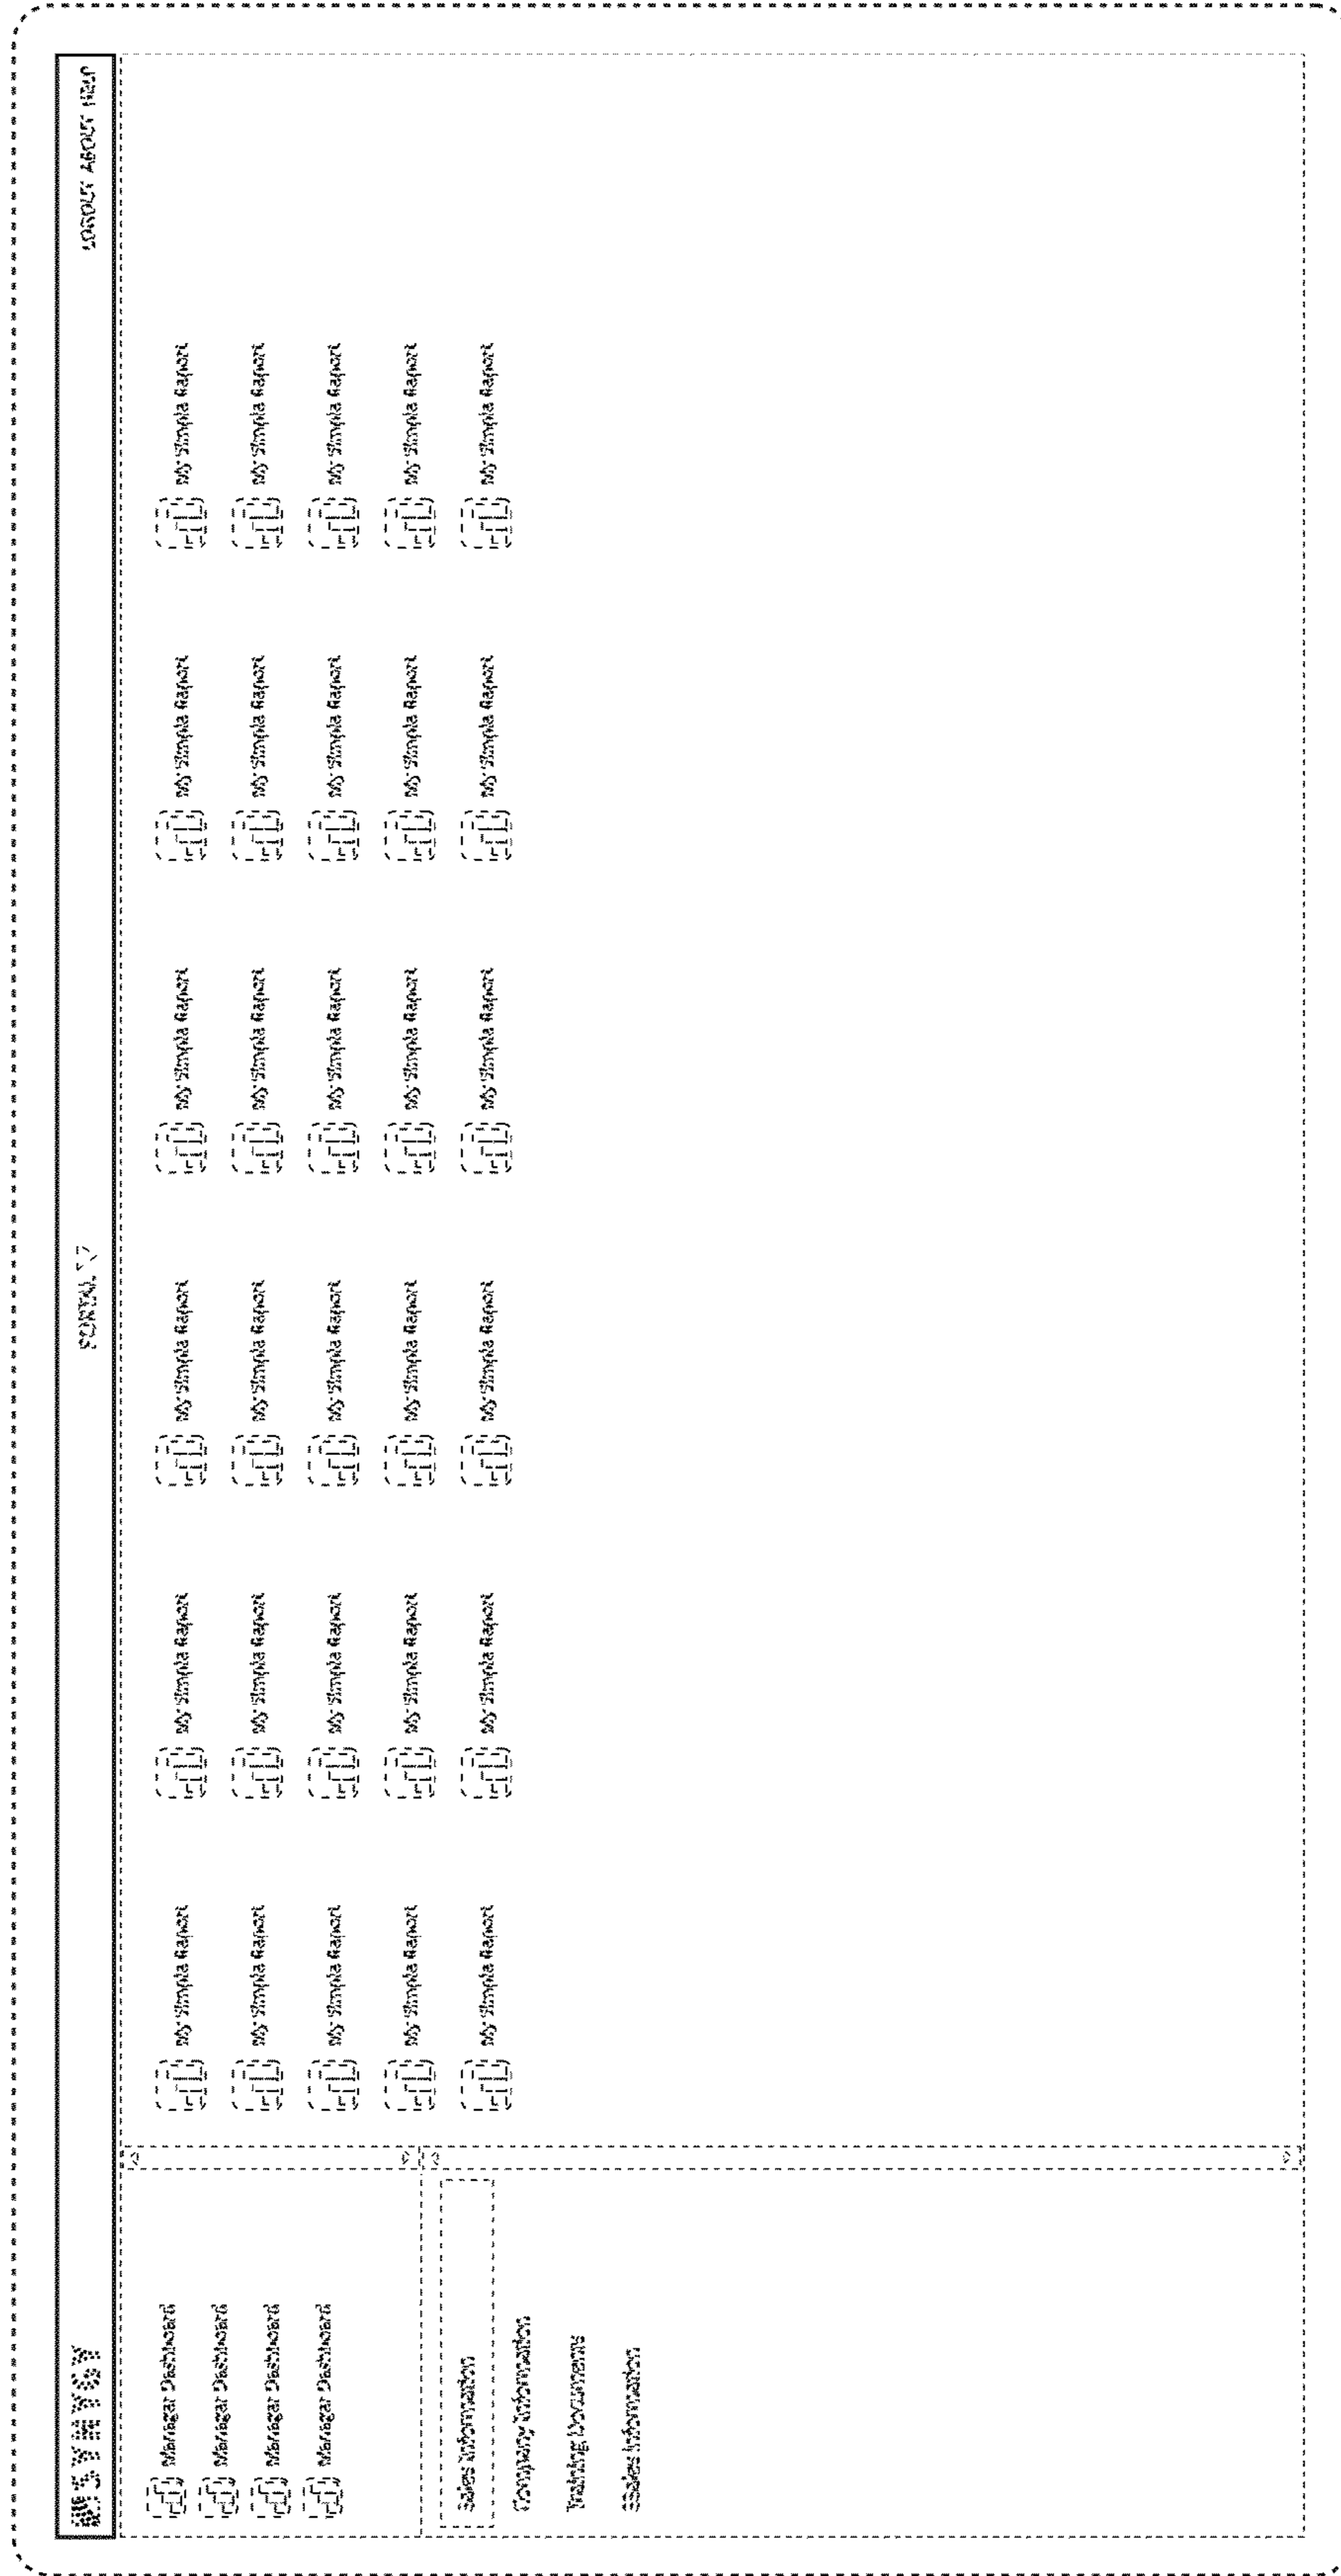 SYNYGY PORTAL LOGOUT ABOUT HELP
Manager Dashboard
Manager Dashboard
Manager Dashboard
Manager Dashboard
Sales Information
Company Information
Training Documents
Sales Information
My Simple Report My Simple Report My Simple Report My Simple Report My Simple Report My Simple Report
My Simple Report My Simple Report My Simple Report My Simple Report My Simple Report My Simple Report
My Simple Report My Simple Report My Simple Report My Simple Report My Simple Report My Simple Report
My Simple Report My Simple Report My Simple Report My Simple Report My Simple Report My Simple Report
My Simple Report My Simple Report My Simple Report My Simple Report My Simple Report My Simple Report